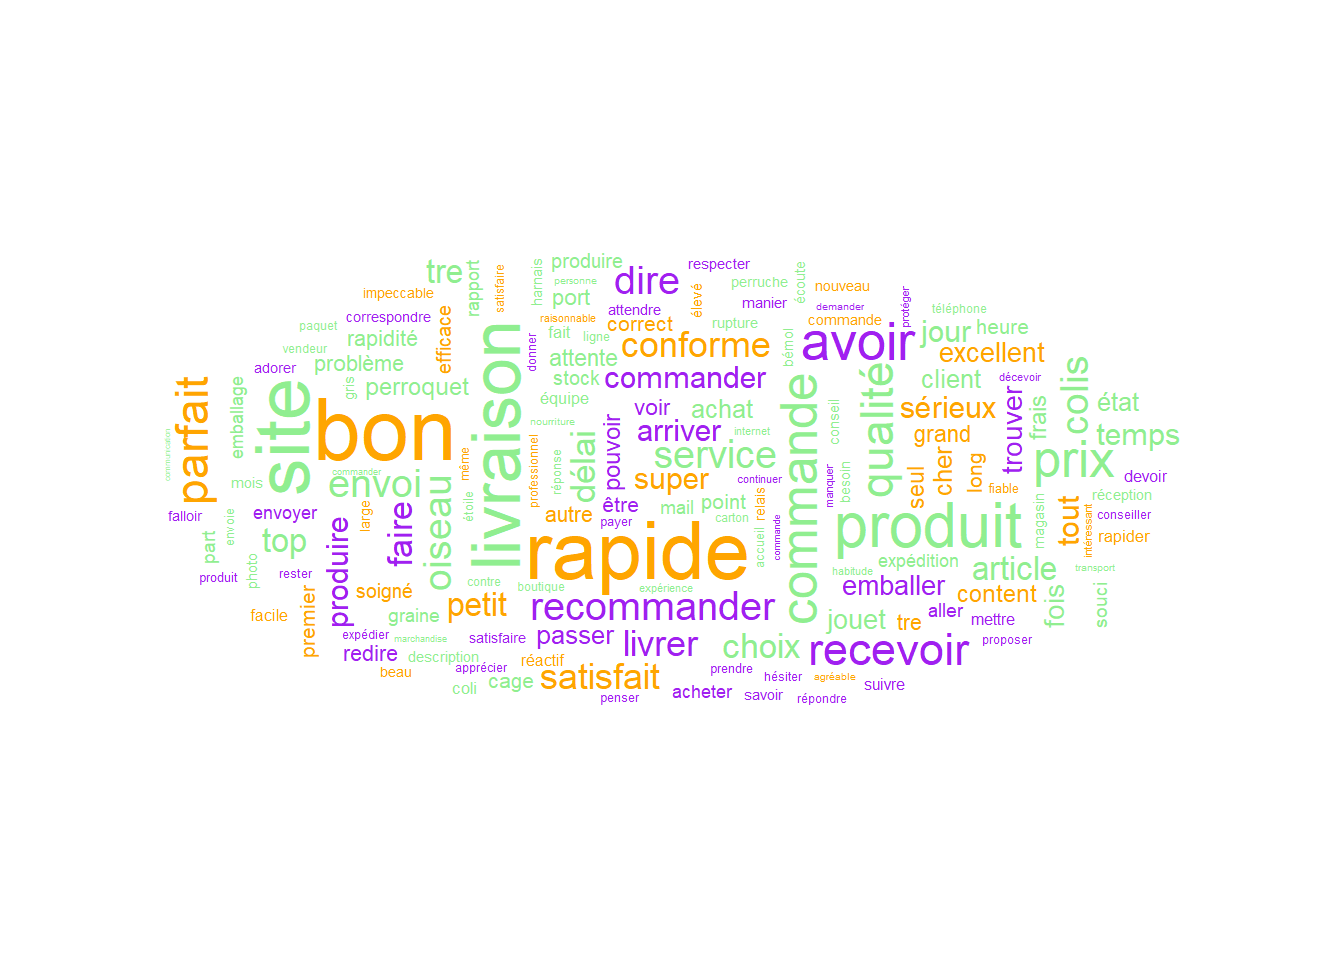 tre
rapport
satisfaire
harnais
produire
personne
port
dire
respecter
élevé
perruche
manier
écoute
nouveau
demander
commande
protéger
téléphone
impeccable
correspondre
paquet
vendeur
rapidité
efficace
adorer
problème
gris
perroquet
raisonnable
attendre
fait
ligne
correct
rupture
donner
attente
conforme
bémol
avoir
jour
heure
excellent
stock
commander
client
décevoir
équipe
voir
achat
conseil
qualité
sérieux
trouver
frais
colis
état
parfait
emballage
site
bon
livraison
nourriture
pouvoir
arriver
internet
commande
grand
temps
communication
commander
même
professionnel
réponse
délai
service
manquer
besoin
seul
cher
long
prix
devoir
mois
envoi
oiseau
étoile
super
continuer
fiable
réception
falloir
envoie
envoyer
large
autre
être
mail
point
relais
magasin
tout
conseiller
payer
carton
commande
produit
intéressant
rapider
part
top
produire
faire
rapide
accueil
expédition
article
transport
produit
photo
rester
soigné
contre
boutique
expérience
habitude
emballer
content
fois
souci
facile
premier
graine
petit
recommander
jouet
tre
aller
mettre
expédier
marchandise
satisfaire
passer
livrer
choix
recevoir
proposer
redire
description
réactif
apprécier
beau
coli
cage
satisfait
prendre
hésiter
agréable
suivre
penser
acheter
savoir
répondre